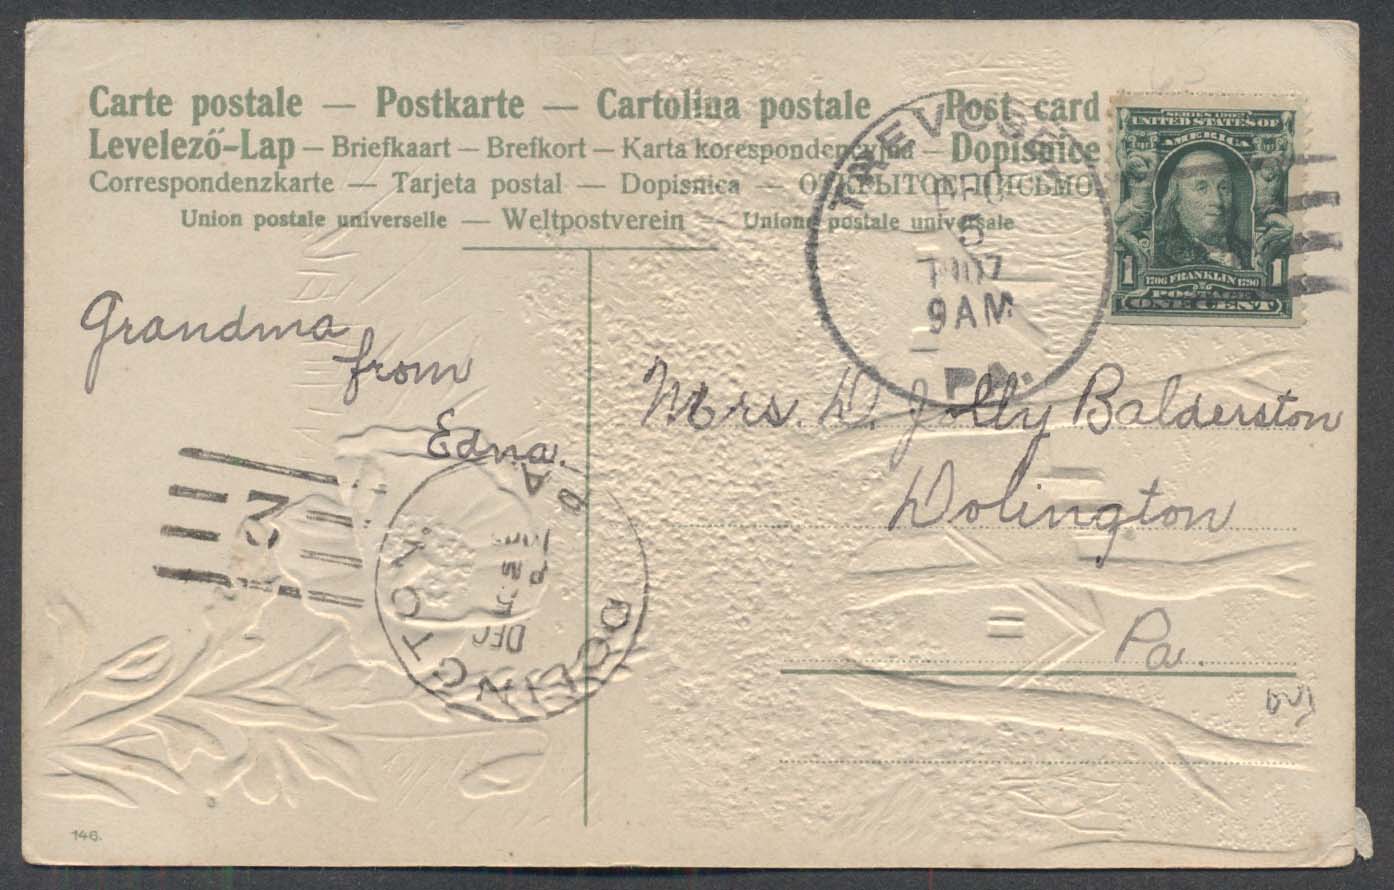 Carte postale — Postkarte — Cartolina postale Post card
Levelező-Lap — Briefkaart — Brefkort — Karta korespondencyjna — Dopisnice
Correspondenzkarte — Tarjeta postal — Dopisnica — ОТКРЫТОЕ ПИСЬМО.
Union postale universelle — Weltpostverein — Unione postale universale
SERIES 1902
UNITED STATES OF
AMERICA
1 1706 FRANKLIN 1790 1
POSTAGE
ONE CENT
TREVOSE
DEC
5
9 AM
PA.
Grandma
from
Edna.
Mrs. D. Jolly Balderston
Dolington
Pa.
DOLINGTON
PA
DEC
5
2
146.